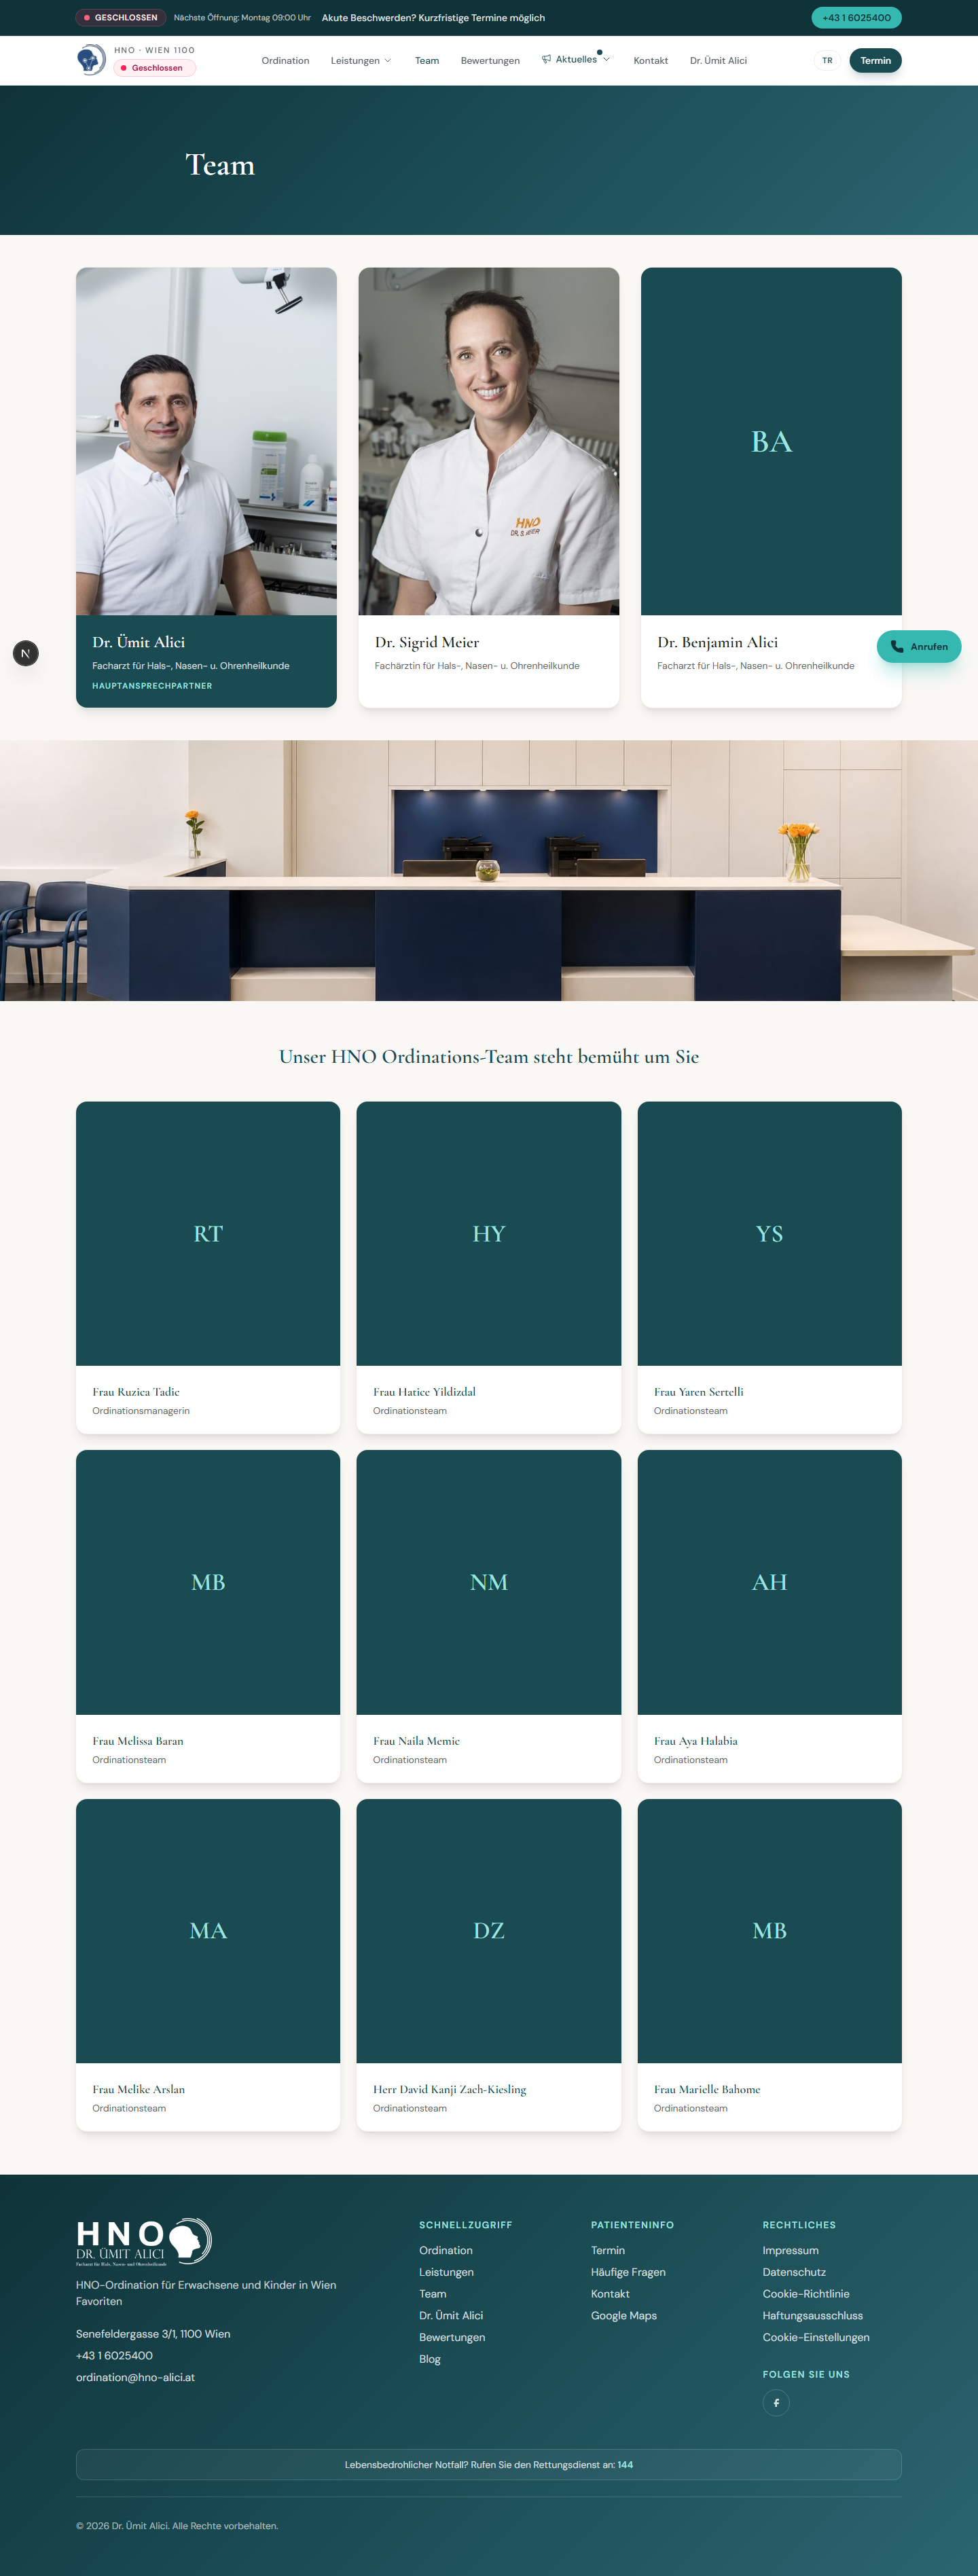 GESCHLOSSEN Nächste Öffnung: Montag 09:00 Uhr Akute Beschwerden? Kurzfristige Termine möglich +43 1 6025400
HNO · WIEN 1100
Geschlossen
Ordination Leistungen Team Bewertungen Aktuelles Kontakt Dr. Ümit Alici TR Termin
Team
HNO
DR. S. MEIER
BA
Dr. Ümit Alici
Facharzt für Hals-, Nasen- u. Ohrenheilkunde
HAUPTANSPRECHPARTNER
Dr. Sigrid Meier
Fachärztin für Hals-, Nasen- u. Ohrenheilkunde
Dr. Benjamin Alici
Facharzt für Hals-, Nasen- u. Ohrenheilkunde
N
Anrufen
Unser HNO Ordinations-Team steht bemüht um Sie
RT
HY
YS
Frau Ruzica Tadic
Ordinationsmanagerin
Frau Hatice Yildizdal
Ordinationsteam
Frau Yaren Sertelli
Ordinationsteam
MB
NM
AH
Frau Melissa Baran
Ordinationsteam
Frau Naila Memic
Ordinationsteam
Frau Aya Halabia
Ordinationsteam
MA
DZ
MB
Frau Melike Arslan
Ordinationsteam
Herr David Kanji Zach-Kiesling
Ordinationsteam
Frau Marielle Bahome
Ordinationsteam
HNO
DR. ÜMIT ALICI
Facharzt für Hals-, Nasen- und Ohrenheilkunde
HNO-Ordination für Erwachsene und Kinder in Wien
Favoriten
Senefeldergasse 3/1, 1100 Wien
+43 1 6025400
ordination@hno-alici.at
SCHNELLZUGRIFF
Ordination
Leistungen
Team
Dr. Ümit Alici
Bewertungen
Blog
PATIENTENINFO
Termin
Häufige Fragen
Kontakt
Google Maps
RECHTLICHES
Impressum
Datenschutz
Cookie-Richtlinie
Haftungsausschluss
Cookie-Einstellungen
FOLGEN SIE UNS
Lebensbedrohlicher Notfall? Rufen Sie den Rettungsdienst an: 144
© 2026 Dr. Ümit Alici. Alle Rechte vorbehalten.